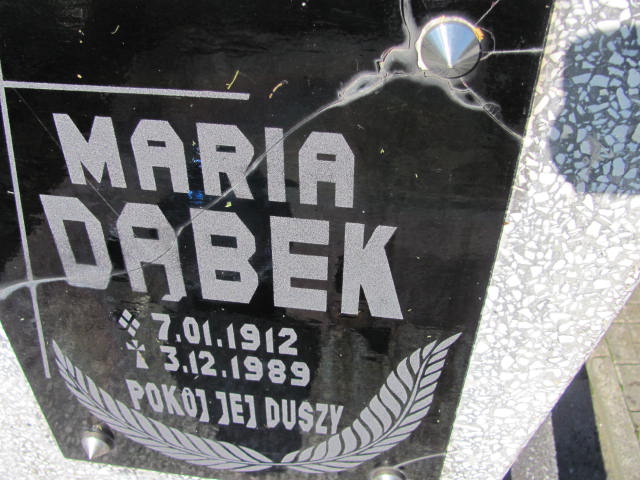 MARIA
DĄBEK
7.01.1912
3.12.1989
POKÓJ JEJ DUSZY